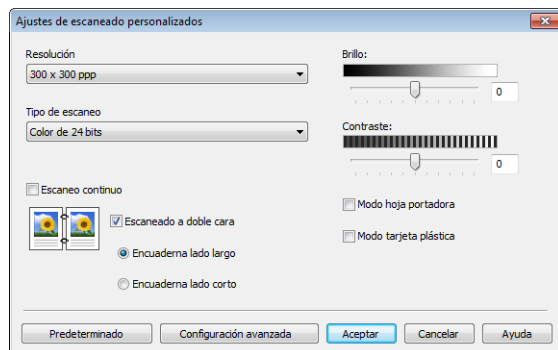 Ajustes de escaneado personalizados
Resolución
300 x 300 ppp
Tipo de escaneo
Color de 24 bits
Escaneo continuo
Escaneado a doble cara
Encuaderna lado largo
Encuaderna lado corto
Brillo:
0
Contraste:
0
Modo hoja portadora
Modo tarjeta plástica
Predeterminado
Configuración avanzada
Aceptar
Cancelar
Ayuda